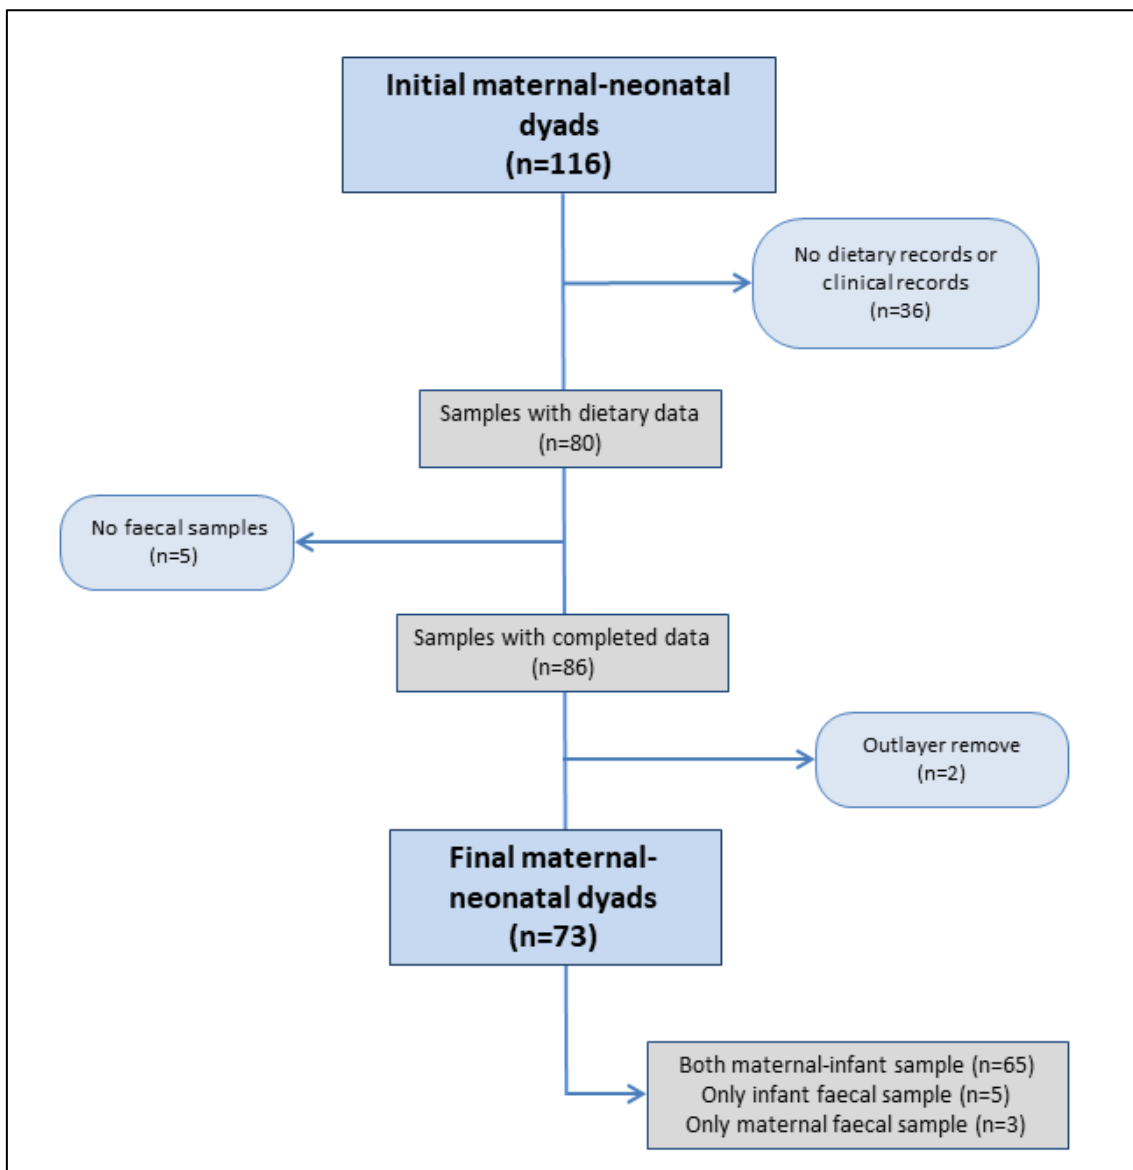 Initial maternal-neonatal
dyads
(n=116)
No dietary records or
clinical records
(n=36)
Samples with dietary data
(n=80)
No faecal samples
(n=5)
Samples with completed data
(n=86)
Outlayer remove
(n=2)
Final maternal-
neonatal dyads
(n=73)
Both maternal-infant sample (n=65)
Only infant faecal sample (n=5)
Only maternal faecal sample (n=3)